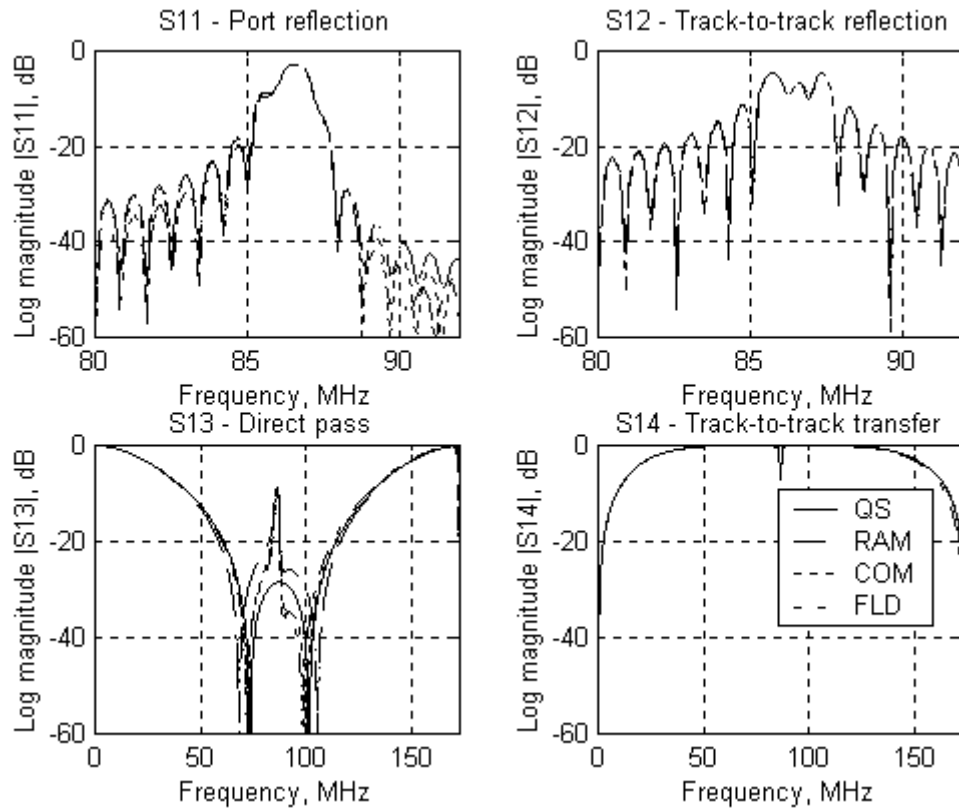 S11 - Port reflection
0
-20
-40
-60
Log magnitude |S11|, dB
80
85
90
Frequency, MHz
S12 - Track-to-track reflection
0
-20
-40
-60
Log magnitude |S12|, dB
80
85
90
Frequency, MHz
S13 - Direct pass
0
-20
-40
-60
Log magnitude |S13|, dB
0
50
100
150
Frequency, MHz
S14 - Track-to-track transfer
0
-20
-40
-60
Log magnitude |S14|, dB
QS
RAM
COM
FLD
0
50
100
150
Frequency, MHz